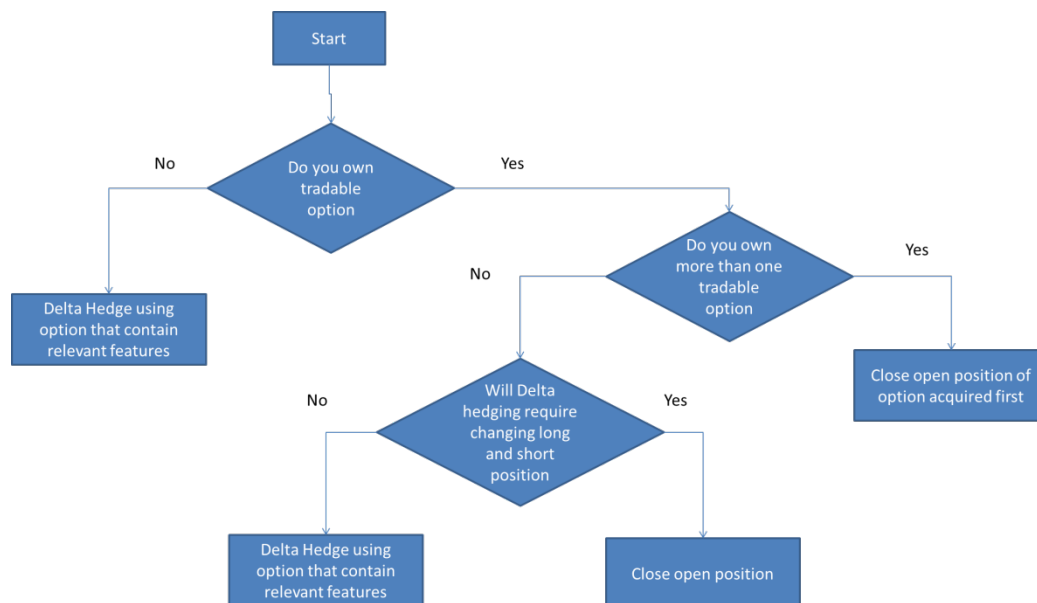 Start
No
Yes
Do you own
tradable
option
Do you own
more than one
tradable
option
No
Yes
Delta Hedge using
option that contain
relevant features
Close open position of
option acquired first
Will Delta
hedging require
changing long
and short
position
No
Yes
Delta Hedge using
option that contain
relevant features
Close open position